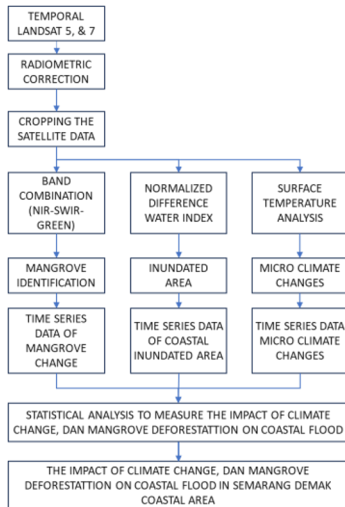 TEMPORAL
LANDSAT 5, & 7
RADIOMETRIC
CORRECTION
CROPPING THE
SATELLITE DATA
BAND
COMBINATION
(NIR-SWIR-
GREEN)
NORMALIZED
DIFFERENCE
WATER INDEX
SURFACE
TEMPERATURE
ANALYSIS
MANGROVE
IDENTIFICATION
INUNDATED
AREA
MICRO CLIMATE
CHANGES
TIME SERIES
DATA OF
MANGROVE
CHANGE
TIME SERIES DATA
OF COASTAL
INUNDATED AREA
TIME SERIES DATA
MICRO CLIMATE
CHANGES
STATISTICAL ANALYSIS TO MEASURE THE IMPACT OF CLIMATE
CHANGE, DAN MANGROVE DEFORESTATTION ON COASTAL FLOOD
THE IMPACT OF CLIMATE CHANGE, DAN MANGROVE
DEFORESTATTION ON COASTAL FLOOD IN SEMARANG DEMAK
COASTAL AREA